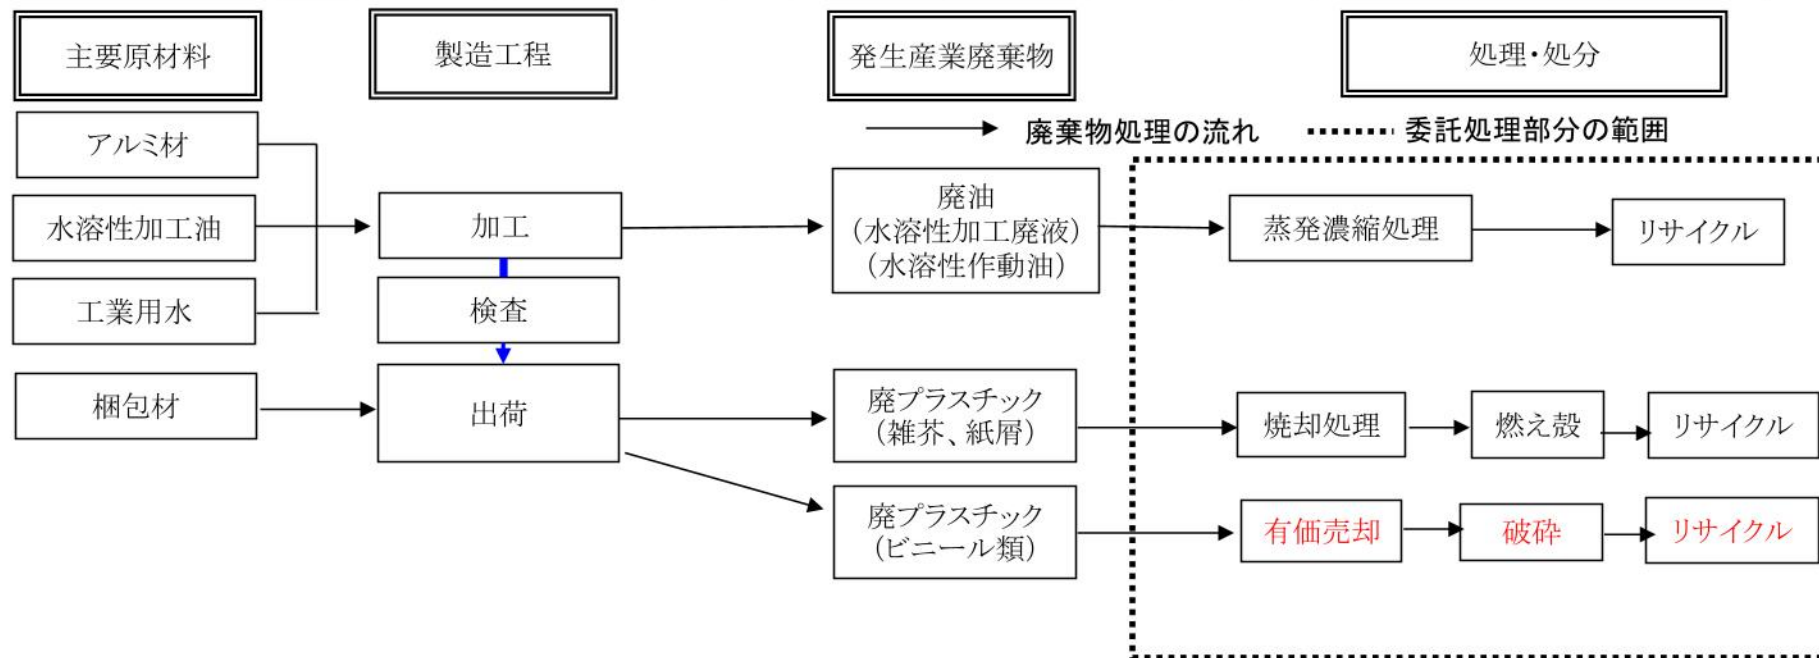 主要原材料
製造工程
発生産業廃棄物
処理・処分
廃棄物処理の流れ
委託処理部分の範囲
アルミ材
水溶性加工油
工業用水
梱包材
加工
検査
出荷
廃油
(水溶性加工廃液)
(水溶性作動油)
蒸発濃縮処理
リサイクル
廃プラスチック
(雑芥、紙屑)
焼却処理
燃え殻
リサイクル
廃プラスチック
(ビニール類)
有価売却
破砕
リサイクル